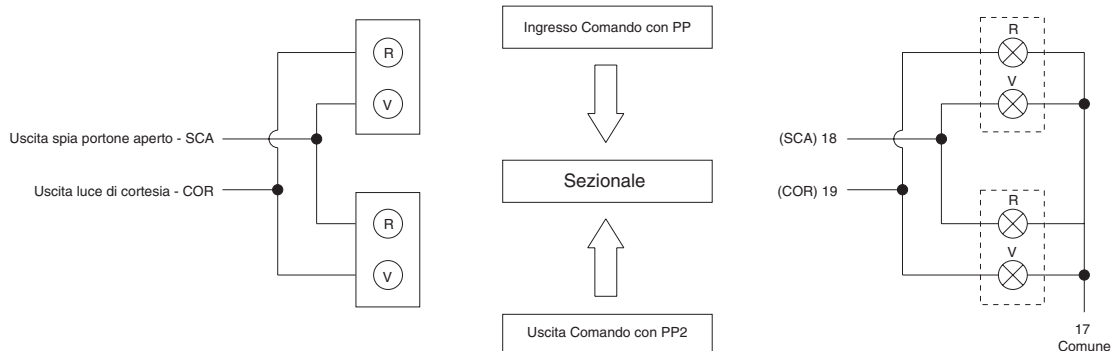 R
V
Uscita spia portone aperto - SCA
Uscita luce di cortesia - COR
R
V
Ingresso Comando con PP
Sezionale
Uscita Comando con PP2
R
V
(SCA) 18
(COR) 19
R
V
17
Comune